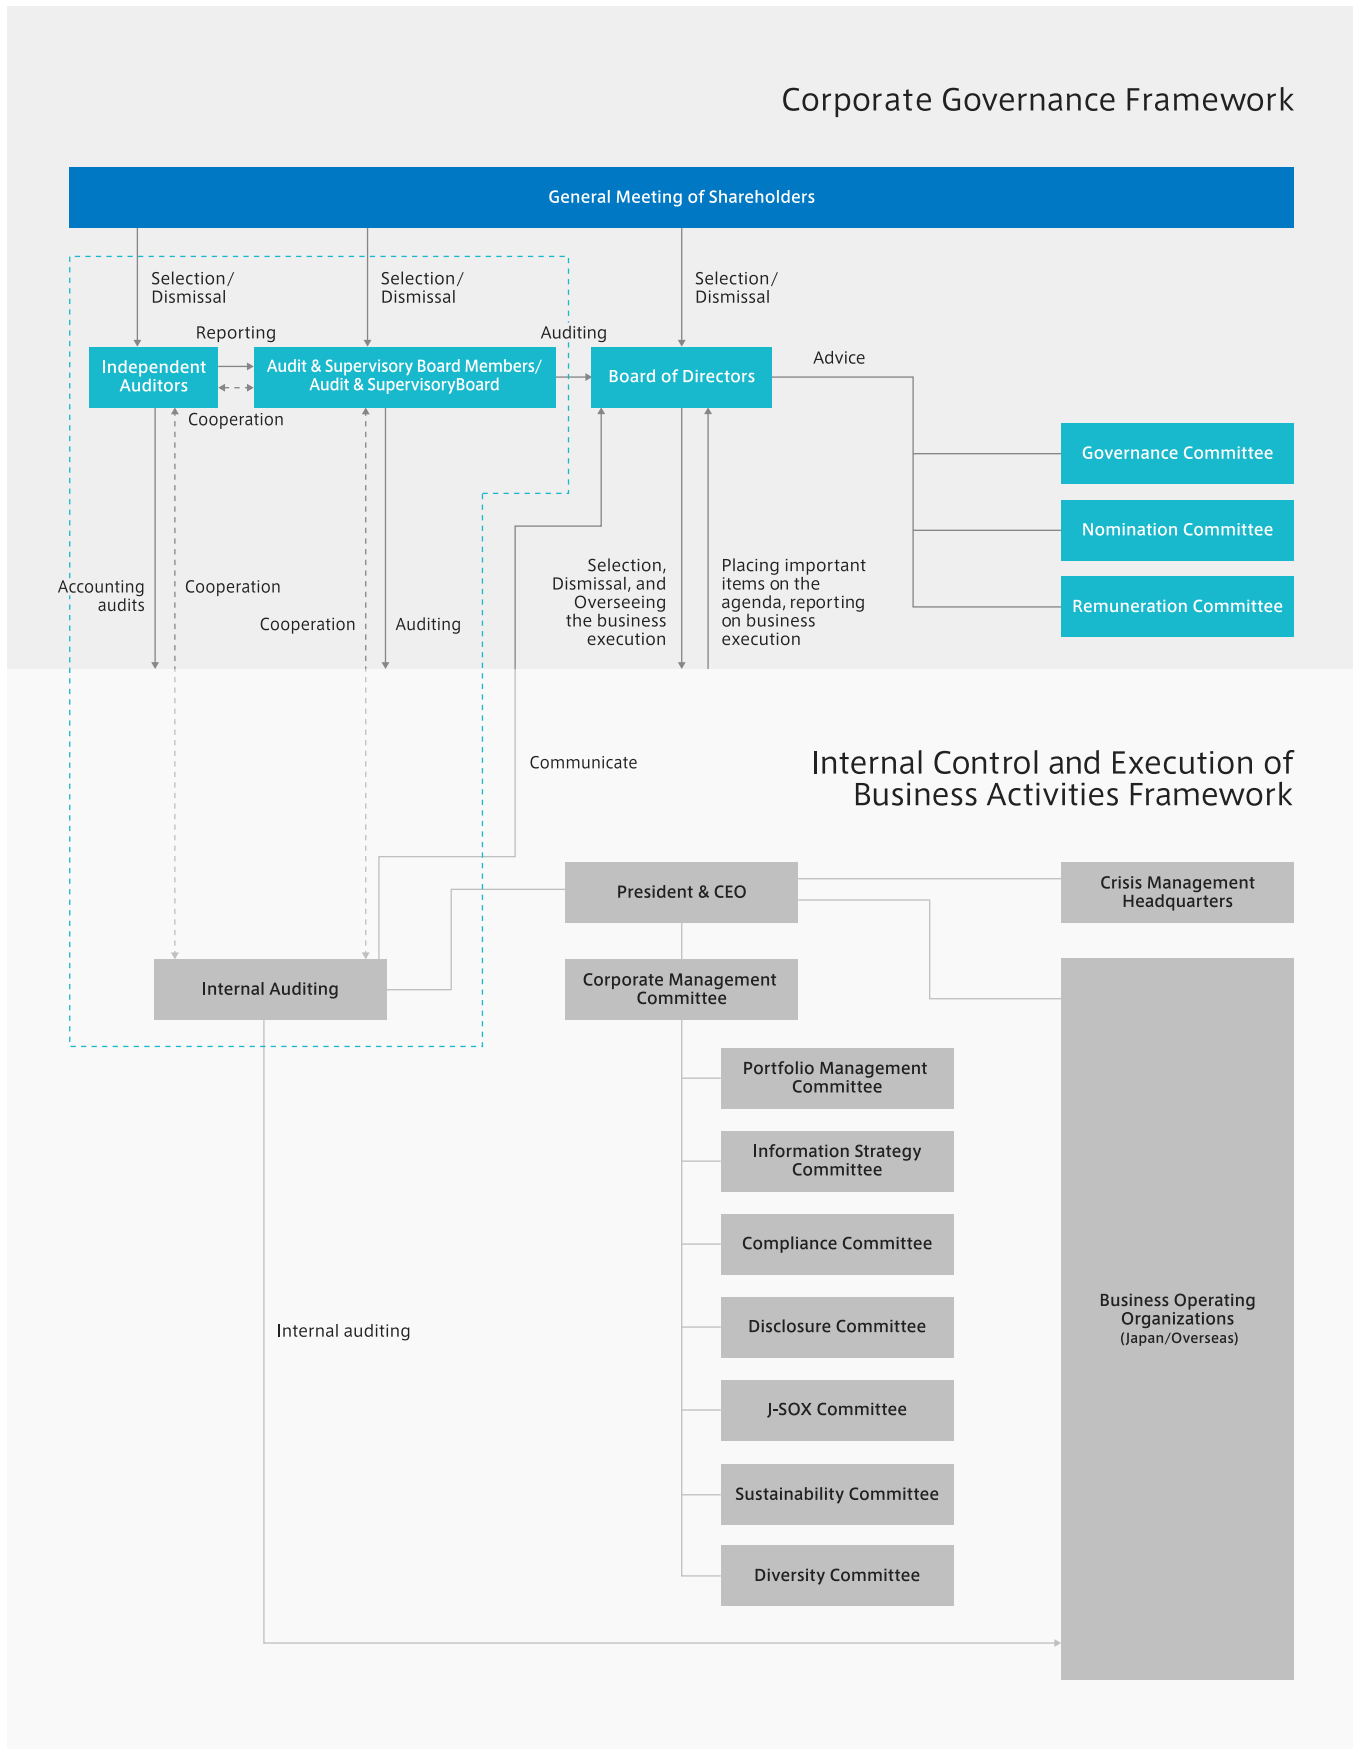 Corporate Governance Framework
General Meeting of Shareholders
Selection/
Dismissal
Selection/
Dismissal
Selection/
Dismissal
Reporting
Auditing
Independent
Auditors
Audit & Supervisory Board Members/
Audit & SupervisoryBoard
Board of Directors
Advice
Cooperation
Governance Committee
Nomination Committee
Remuneration Committee
Accounting
audits
Cooperation
Cooperation
Auditing
Selection,
Dismissal, and
Overseeing
the business
execution
Placing important
items on the
agenda, reporting
on business
execution
Communicate
Internal Control and Execution of
Business Activities Framework
President & CEO
Crisis Management
Headquarters
Internal Auditing
Corporate Management
Committee
Portfolio Management
Committee
Information Strategy
Committee
Compliance Committee
Disclosure Committee
J-SOX Committee
Sustainability Committee
Diversity Committee
Business Operating
Organizations
(Japan/Overseas)
Internal auditing